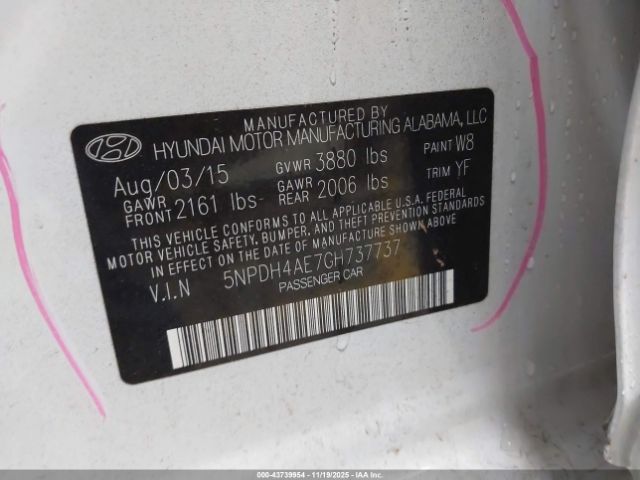 MANUFACTURED BY
HYUNDAI MOTOR MANUFACTURING ALABAMA, LLC
Aug/03/15 GVWR 3880 lbs PAINT W8
GAWR FRONT 2161 lbs GAWR REAR 2006 lbs TRIM YF
THIS VEHICLE CONFORMS TO ALL APPLICABLE U.S.A. FEDERAL
MOTOR VEHICLE SAFETY, BUMPER, AND THEFT PREVENTION STANDARDS
IN EFFECT ON THE DATE OF MANUFACTURE SHOWN ABOVE.
V.I.N 5NPDH4AE7GH737737
PASSENGER CAR
000-43739954 - 11/19/2025 - IAAI, Inc.